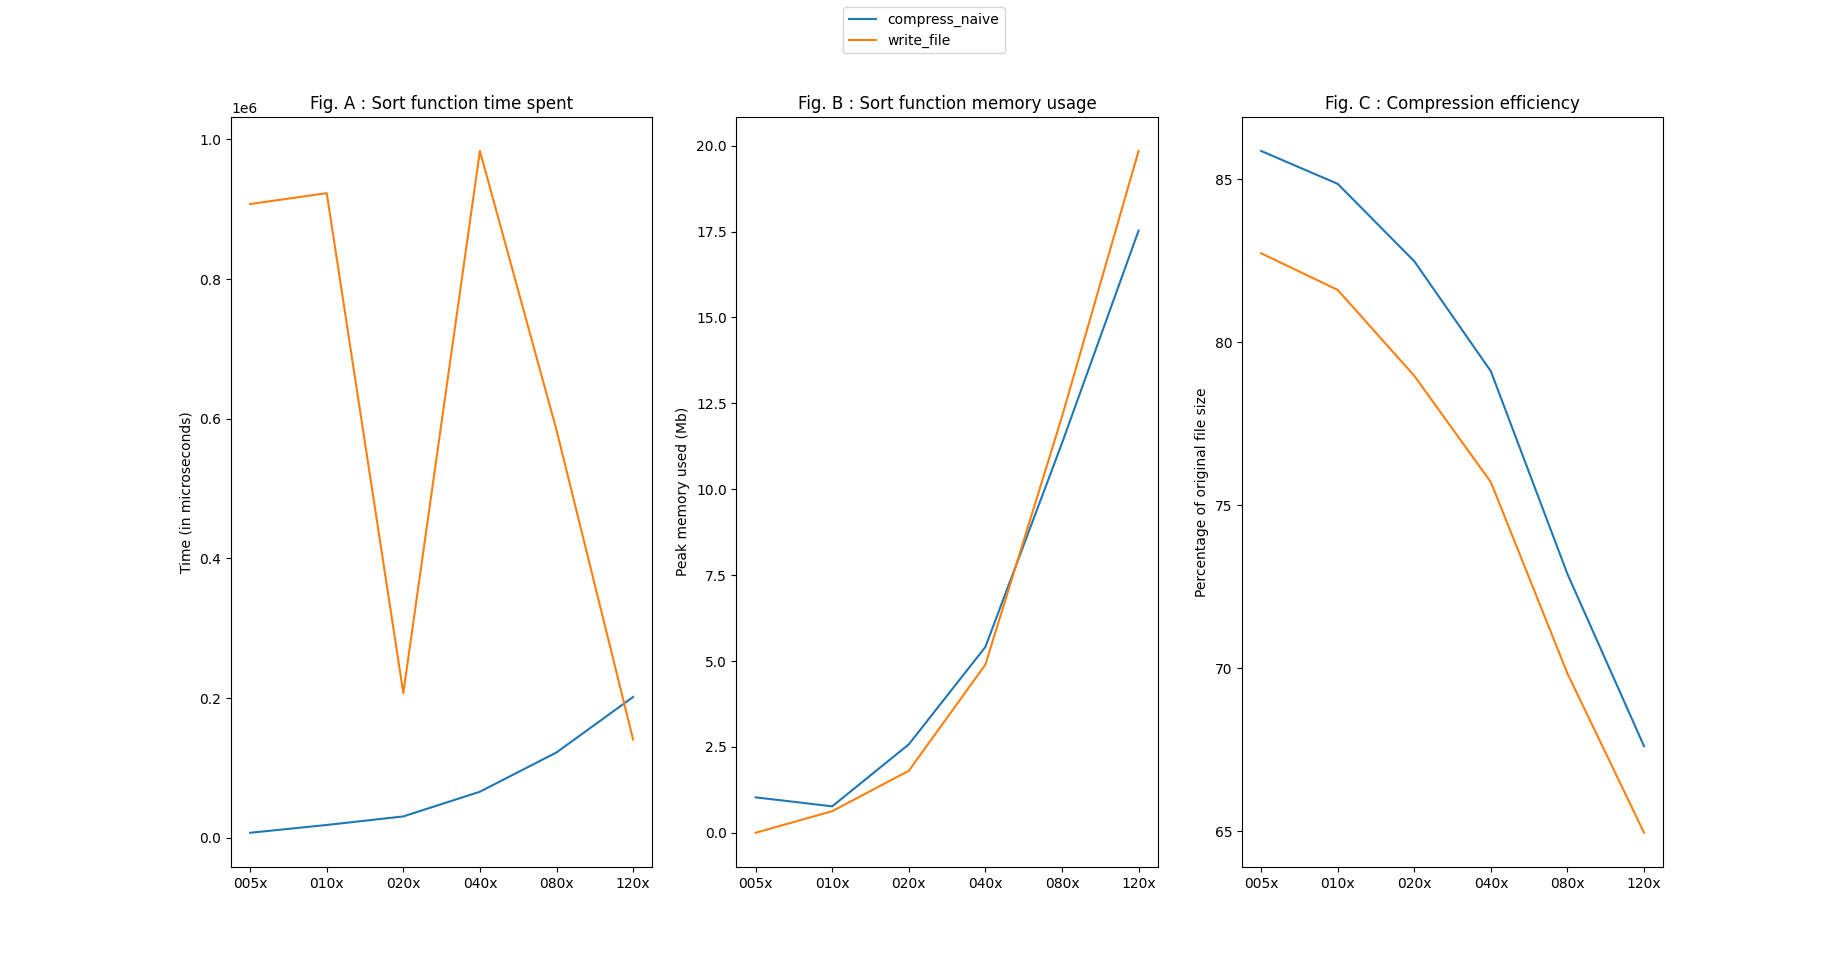 compress_naive
write_file
Fig. A : Sort function time spent
1e6
Time (in microseconds)
1.0
0.8
0.6
0.4
0.2
0.0
005x 010x 020x 040x 080x 120x
Fig. B : Sort function memory usage
Peak memory used (Mb)
20.0
17.5
15.0
12.5
10.0
7.5
5.0
2.5
0.0
005x 010x 020x 040x 080x 120x
Fig. C : Compression efficiency
Percentage of original file size
85
80
75
70
65
005x 010x 020x 040x 080x 120x